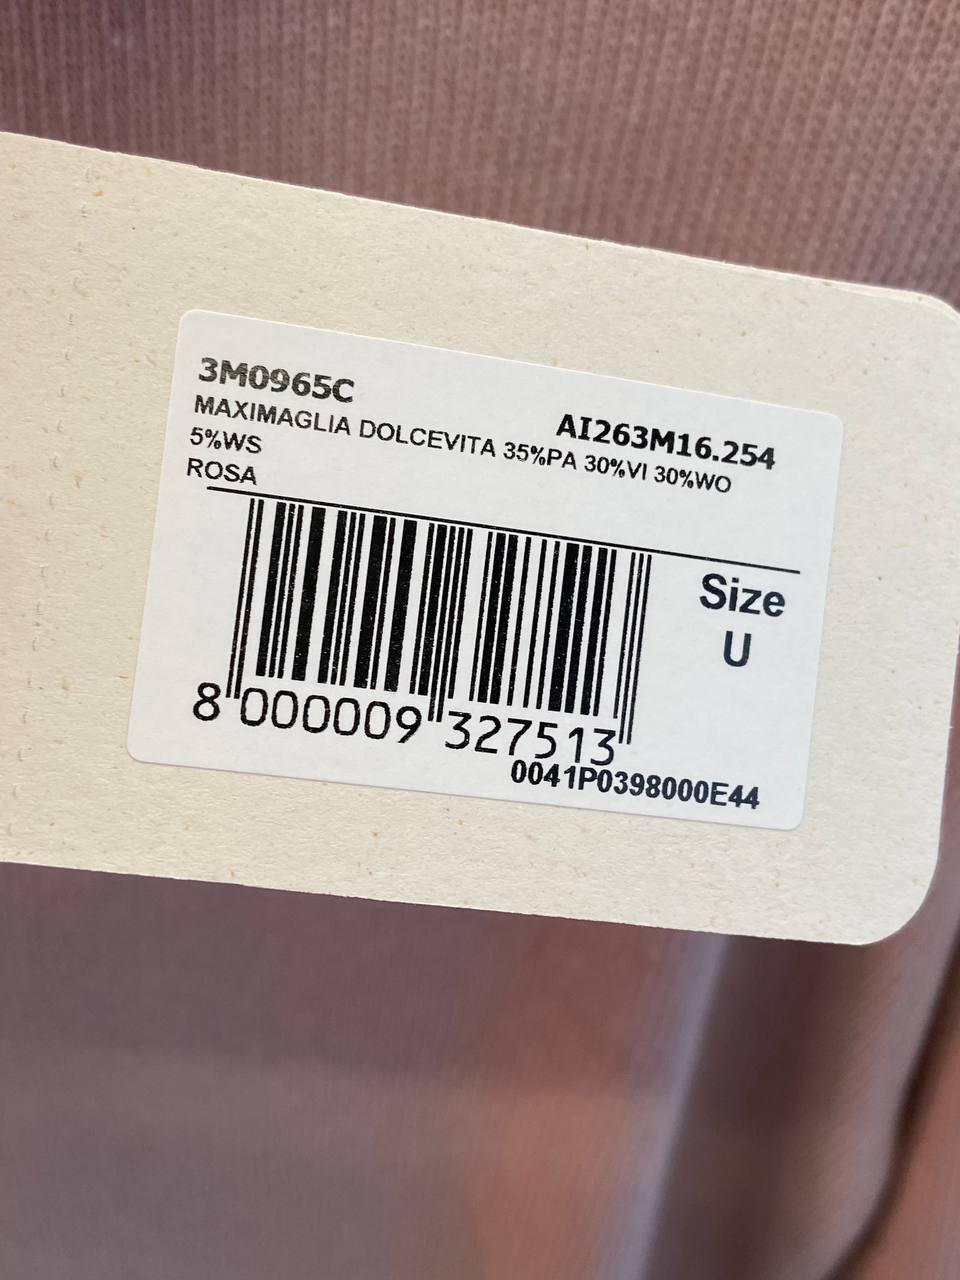 3M0965C
AI263M16.254
MAXIMAGLIA DOLCEVITA 35%PA 30%VI 30%WO
5%WS
ROSA
Size
U
8 000009 327513
0041P0398000E44